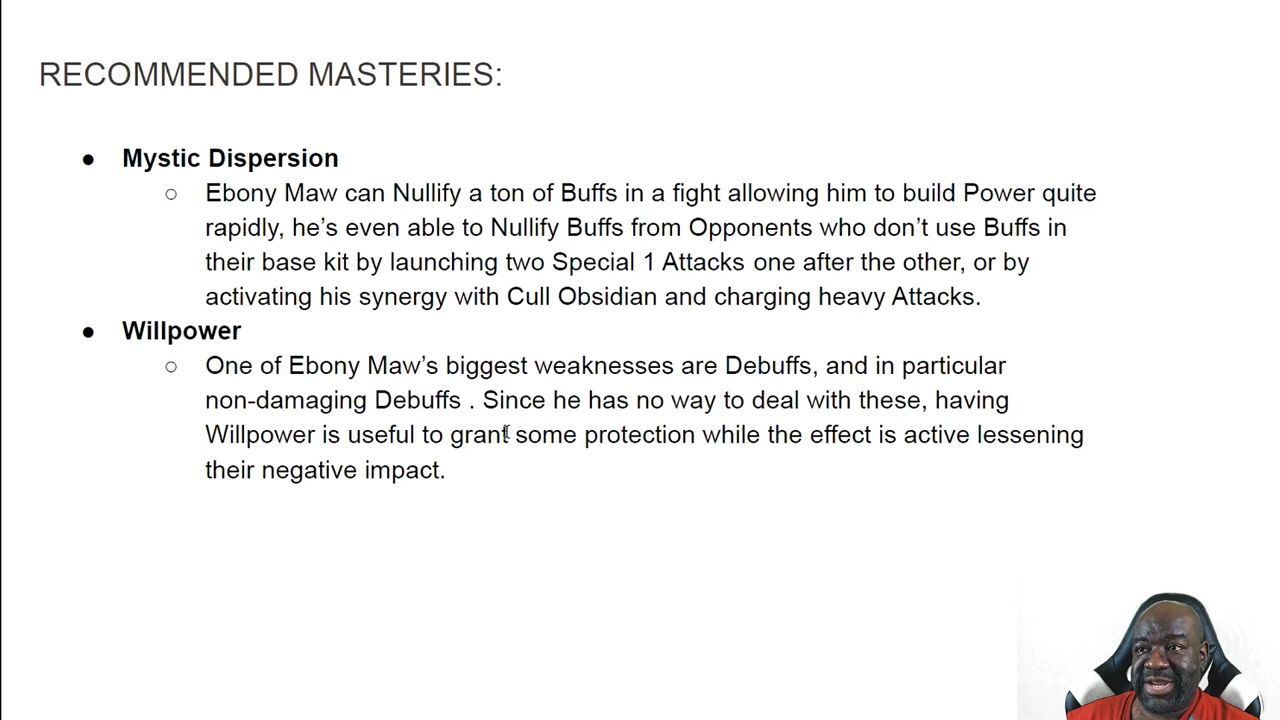 RECOMMENDED MASTERIES:
● Mystic Dispersion
○ Ebony Maw can Nullify a ton of Buffs in a fight allowing him to build Power quite
rapidly, he’s even able to Nullify Buffs from Opponents who don’t use Buffs in
their base kit by launching two Special 1 Attacks one after the other, or by
activating his synergy with Cull Obsidian and charging heavy Attacks.
● Willpower
○ One of Ebony Maw’s biggest weaknesses are Debuffs, and in particular
non-damaging Debuffs . Since he has no way to deal with these, having
Willpower is useful to grant some protection while the effect is active lessening
their negative impact.